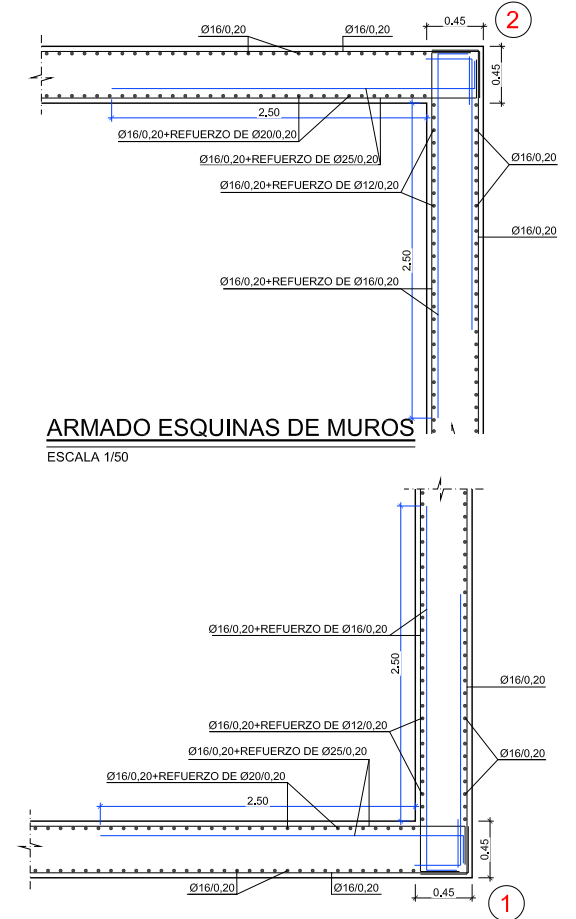 Ø16/0,20
Ø16/0,20
0.45
2
0.45
2.50
Ø16/0,20+REFUERZO DE Ø20/0,20
Ø16/0,20+REFUERZO DE Ø25/0,20
Ø16/0,20
Ø16/0,20+REFUERZO DE Ø12/0,20
Ø16/0,20
2.50
Ø16/0,20+REFUERZO DE Ø16/0,20
ARMADO ESQUINAS DE MUROS
ESCALA 1/50
Ø16/0,20+REFUERZO DE Ø16/0,20
2.50
Ø16/0,20
Ø16/0,20+REFUERZO DE Ø12/0,20
Ø16/0,20+REFUERZO DE Ø25/0,20
Ø16/0,20
Ø16/0,20+REFUERZO DE Ø20/0,20
2.50
0.45
Ø16/0,20
Ø16/0,20
0.45
1